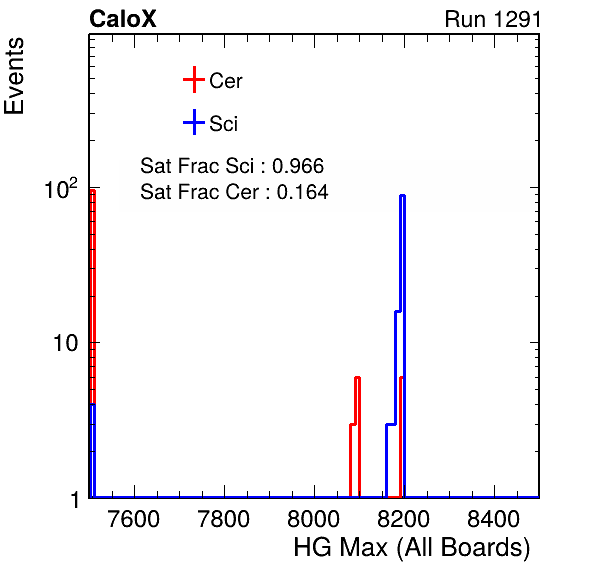 CaloX Run 1291
Events
Cer
Sci
Sat Frac Sci : 0.966
Sat Frac Cer : 0.164
10²
10
1
7600 7800 8000 8200 8400
HG Max (All Boards)